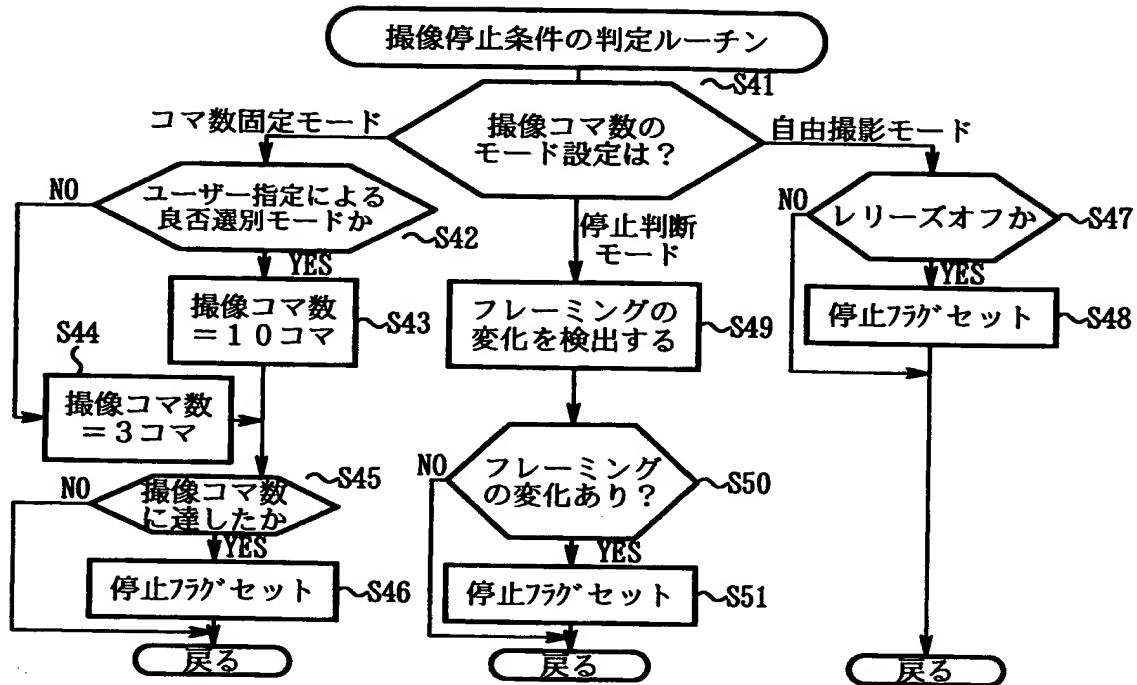 撮像停止条件の判定ルーチン
S41
撮像コマ数の
モード設定は？
コマ数固定モード
自由撮影モード
停止判断
モード
ユーザー指定による
良否選別モードか
S42
NO
YES
撮像コマ数
＝１０コマ
S43
S44
撮像コマ数
＝３コマ
撮像コマ数
に達したか
S45
NO
YES
停止ﾌﾗｸﾞセット
S46
戻る
フレーミングの
変化を検出する
S49
フレーミング
の変化あり？
S50
NO
YES
停止ﾌﾗｸﾞセット
S51
戻る
レリーズオフか
S47
NO
YES
停止ﾌﾗｸﾞセット
S48
戻る